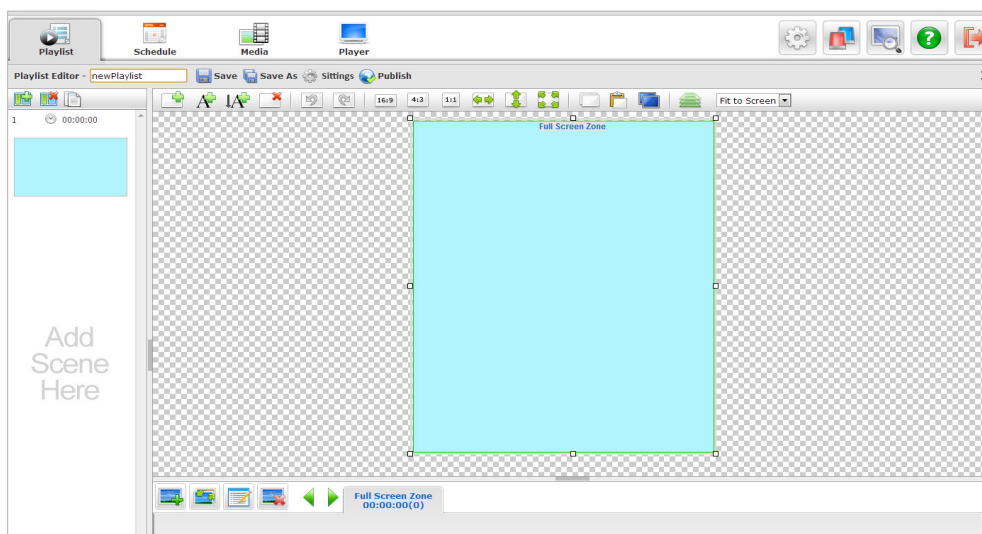 Playlist
Schedule
Media
Player
Playlist Editor - newPlaylist Save Save As Sittings Publish
16:9 4:3 1:1 Fit to Screen
1 00:00:00
Full Screen Zone
Add
Scene
Here
Full Screen Zone
00:00:00(0)